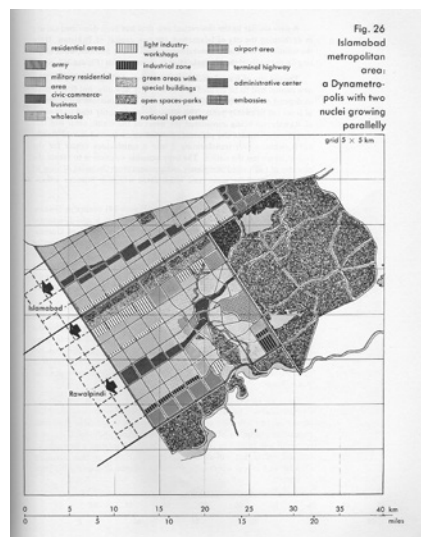 Fig. 26
Islamabad
metropolitan
area:
a Dynametro-
polis with two
nuclei growing
parallelly
grid 5 × 5 km
residential areas
army
military residential
area
civic-commerce-
business
wholesale
light industry-
workshops
industrial zone
green areas with
special buildings
open spaces-parks
national sport center
airport area
terminal highway
administrative center
embassies
Islamabad
Rawalpindi
0 5 10 15 20 25 30 35 40 km
0 5 10 15 20 miles